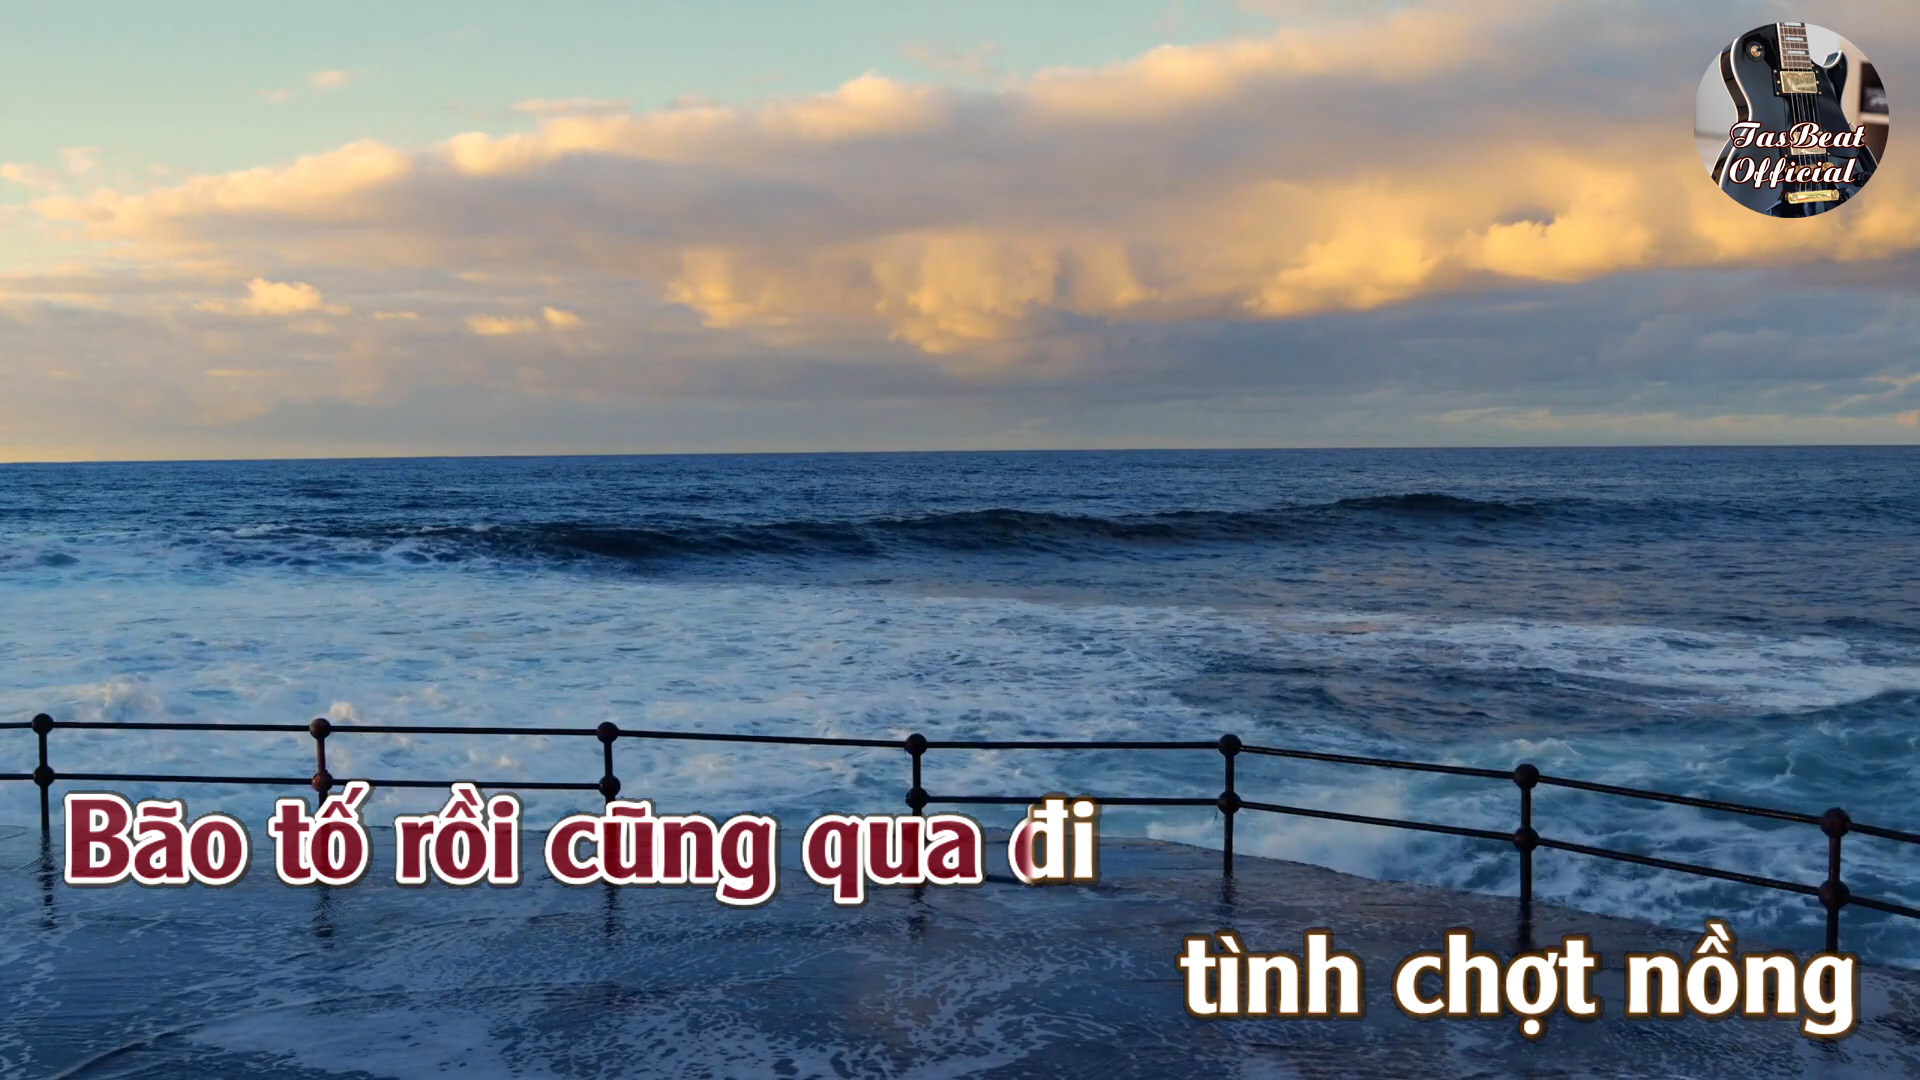 TasBeat
Official
Bão tố rồi cũng qua đi
tình chợt nồng